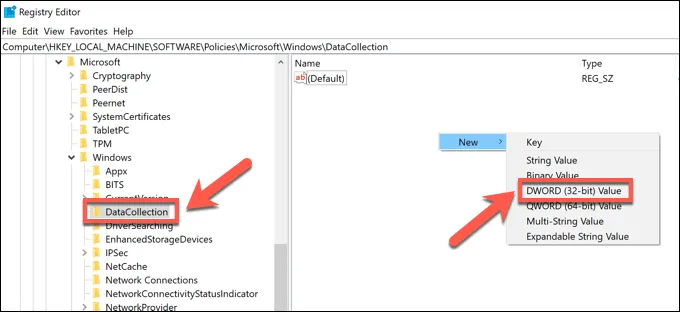 Registry Editor
File Edit View Favorites Help
Computer\HKEY_LOCAL_MACHINE\SOFTWARE\Policies\Microsoft\Windows\DataCollection
Microsoft
Cryptography
PeerDist
Peernet
SystemCertificates
TabletPC
TPM
Windows
Appx
BITS
CurrentVersion
DataCollection
DriverSearching
EnhancedStorageDevices
IPSec
NetCache
Network Connections
NetworkConnectivityStatusIndicator
NetworkProvider
Name Type
ab (Default) REG_SZ
New
Key
String Value
Binary Value
DWORD (32-bit) Value
QWORD (64-bit) Value
Multi-String Value
Expandable String Value